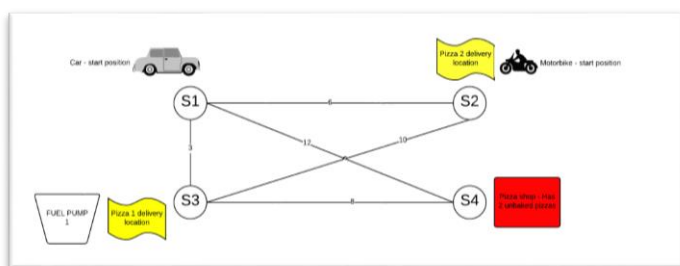 Pizza 2 delivery
location
Car - start position
Motorbike - start position
S1
S2
6
12
10
3
S3
8
S4
FUEL PUMP
1
Pizza 1 delivery
location
Pizza shop - Has
2 unbaked pizzas